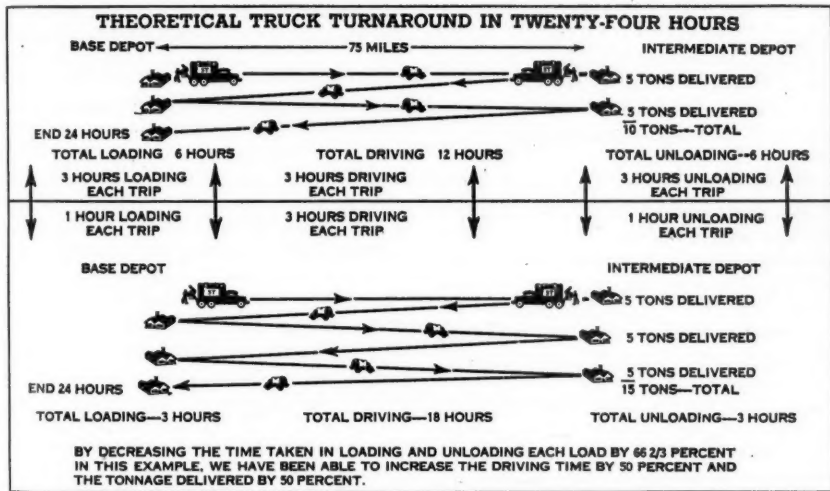 THEORETICAL TRUCK TURNAROUND IN TWENTY-FOUR HOURS
BASE DEPOT 75 MILES INTERMEDIATE DEPOT
5T 5T 5 TONS DELIVERED
5 TONS DELIVERED
END 24 HOURS 10 TONS---TOTAL
TOTAL LOADING 6 HOURS TOTAL DRIVING 12 HOURS TOTAL UNLOADING--6 HOURS
3 HOURS LOADING 3 HOURS DRIVING 3 HOURS UNLOADING
EACH TRIP EACH TRIP EACH TRIP
1 HOUR LOADING 3 HOURS DRIVING 1 HOUR UNLOADING
EACH TRIP EACH TRIP EACH TRIP
BASE DEPOT INTERMEDIATE DEPOT
5T 5T 5 TONS DELIVERED
5 TONS DELIVERED
5 TONS DELIVERED
END 24 HOURS 15 TONS--TOTAL
TOTAL LOADING—3 HOURS TOTAL DRIVING—18 HOURS TOTAL UNLOADING—3 HOURS
BY DECREASING THE TIME TAKEN IN LOADING AND UNLOADING EACH LOAD BY 66 2/3 PERCENT
IN THIS EXAMPLE, WE HAVE BEEN ABLE TO INCREASE THE DRIVING TIME BY 50 PERCENT AND
THE TONNAGE DELIVERED BY 50 PERCENT.